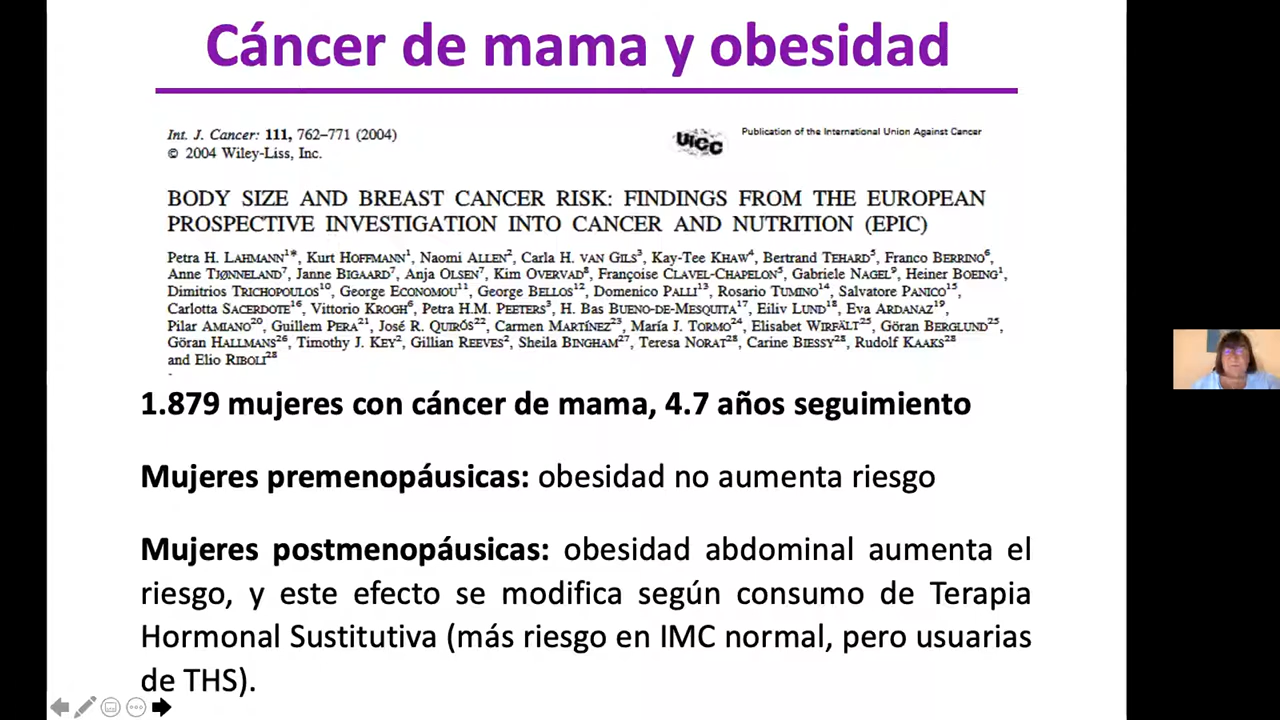 Cáncer de mama y obesidad
Int. J. Cancer: 111, 762–771 (2004)
© 2004 Wiley-Liss, Inc.
UICC
Publication of the International Union Against Cancer
BODY SIZE AND BREAST CANCER RISK: FINDINGS FROM THE EUROPEAN
PROSPECTIVE INVESTIGATION INTO CANCER AND NUTRITION (EPIC)
Petra H. LAHMANN1*, Kurt HOFFMANN1, Naomi ALLEN2, Carla H. VAN GILS3, Kay-Tee KHAW4, Bertrand TEHARD5, Franco BERRINO6,
Anne TJØNNELAND7, Janne BIGAARD7, Anja OLSEN7, Kim OVERVAD8, Françoise CLAVEL-CHAPELON5, Gabriele NAGEL9, Heiner BOEING1,
Dimitrios TRICHOPOULOS10, George ECONOMOU11, George BELLOS12, Domenico PALLI13, Rosario TUMINO14, Salvatore PANICO15,
Carlotta SACERDOTE16, Vittorio KROGH6, Petra H.M. PEETERS3, H. Bas BUENO-DE-MESQUITA17, Eiliv LUND18, Eva ARDANAZ19,
Pilar AMIANO20, Guillem PERA21, José R. QUIRÓS22, Carmen MARTÍNEZ23, María J. TORMO24, Elisabet WIRFÄLT25, Göran BERGLUND25,
Göran HALLMANS26, Timothy J. KEY2, Gillian REEVES2, Sheila BINGHAM27, Teresa NORAT28, Carine BIESSY28, Rudolf KAAKS28
and Elio RIBOLI28
1.879 mujeres con cáncer de mama, 4.7 años seguimiento
Mujeres premenopáusicas: obesidad no aumenta riesgo
Mujeres postmenopáusicas: obesidad abdominal aumenta el
riesgo, y este efecto se modifica según consumo de Terapia
Hormonal Sustitutiva (más riesgo en IMC normal, pero usuarias
de THS).